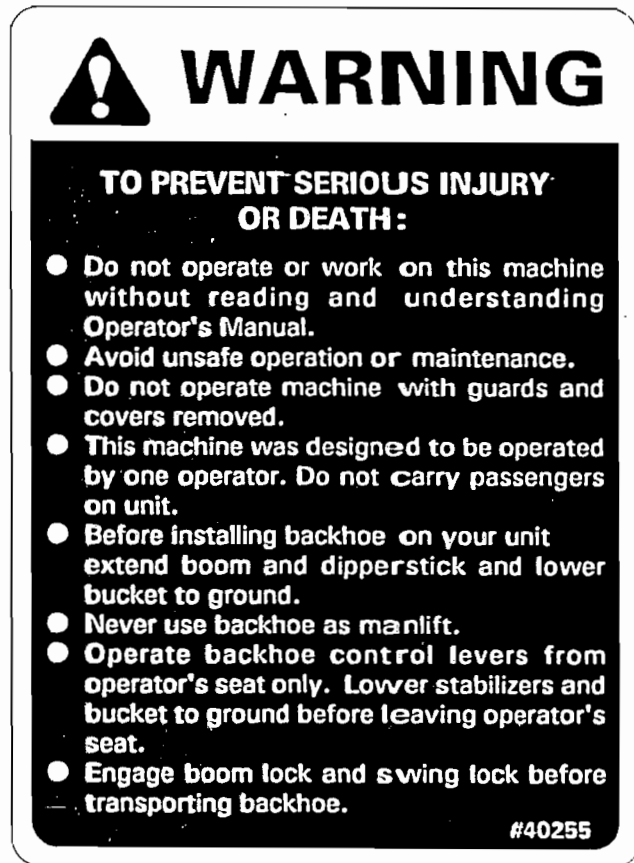 WARNING
TO PREVENT SERIOUS INJURY
OR DEATH:
● Do not operate or work on this machine
without reading and understanding
Operator's Manual.
● Avoid unsafe operation or maintenance.
● Do not operate machine with guards and
covers removed.
● This machine was designed to be operated
by one operator. Do not carry passengers
on unit.
● Before installing backhoe on your unit
extend boom and dipperstick and lower
bucket to ground.
● Never use backhoe as manlift.
● Operate backhoe control levers from
operator's seat only. Lower stabilizers and
bucket to ground before leaving operator's
seat.
● Engage boom lock and swing lock before
transporting backhoe.
#40255